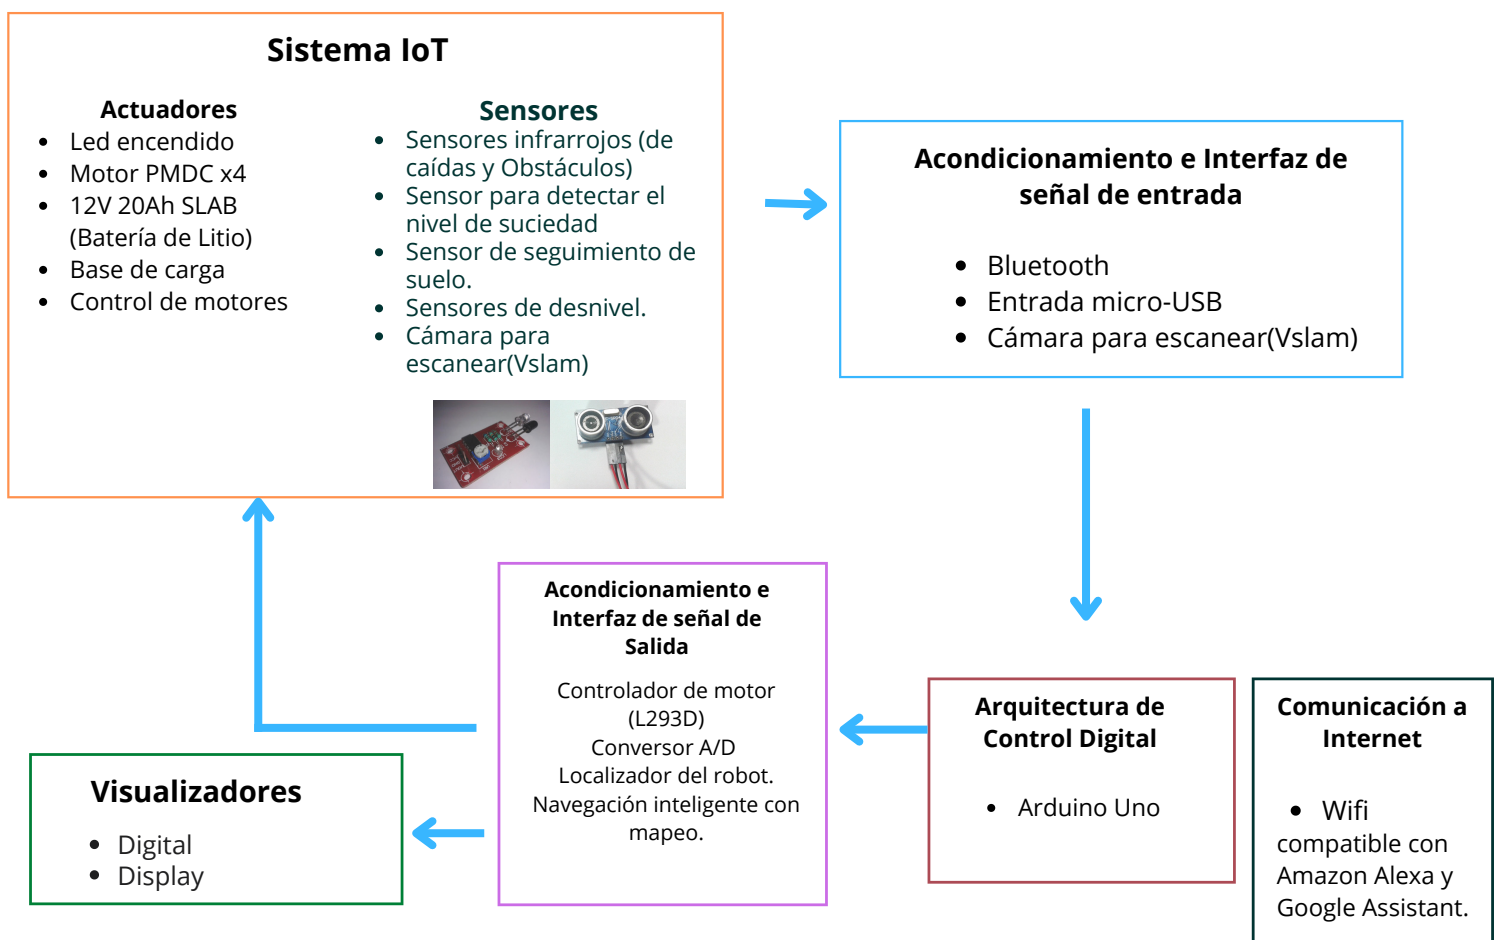 Sistema IoT
Actuadores
• Led encendido
• Motor PMDC x4
• 12V 20Ah SLAB
(Batería de Litio)
• Base de carga
• Control de motores
Sensores
• Sensores infrarrojos (de
caídas y Obstáculos)
• Sensor para detectar el
nivel de suciedad
• Sensor de seguimiento de
suelo.
• Sensores de desnivel.
• Cámara para
escanear(Vslam)
Acondicionamiento e Interfaz de
señal de entrada
• Bluetooth
• Entrada micro-USB
• Cámara para escanear(Vslam)
Acondicionamiento e
Interfaz de señal de
Salida
Controlador de motor
(L293D)
Conversor A/D
Localizador del robot.
Navegación inteligente con
mapeo.
Arquitectura de
Control Digital
• Arduino Uno
Comunicación a
Internet
• Wifi
compatible con
Amazon Alexa y
Google Assistant.
Visualizadores
• Digital
• Display